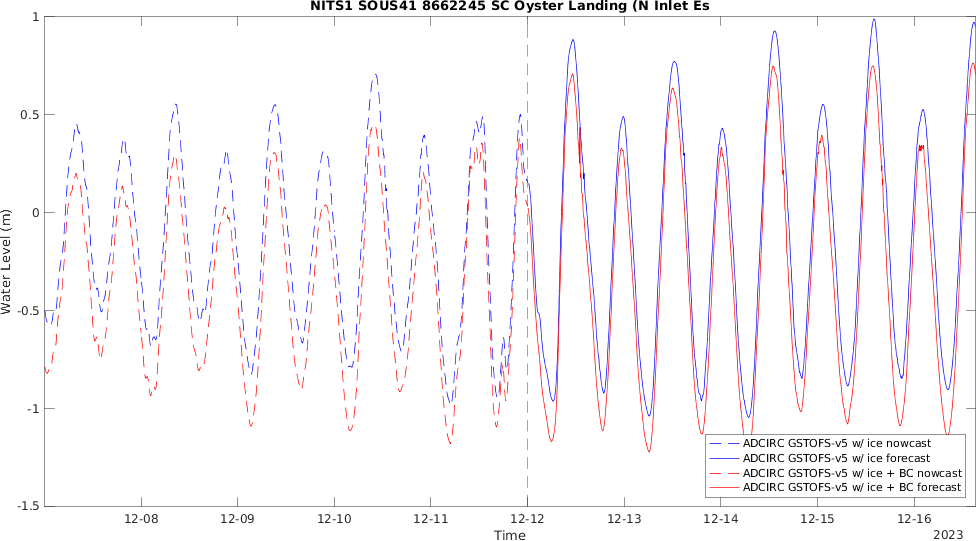 NITS1 SOUS41 8662245 SC Oyster Landing (N Inlet Es
1
0.5
0
-0.5
-1
-1.5
Water Level (m)
ADCIRC GSTOFS-v5 w/ ice nowcast
ADCIRC GSTOFS-v5 w/ ice forecast
ADCIRC GSTOFS-v5 w/ ice + BC nowcast
ADCIRC GSTOFS-v5 w/ ice + BC forecast
12-08 12-09 12-10 12-11 12-12 12-13 12-14 12-15 12-16
Time
2023